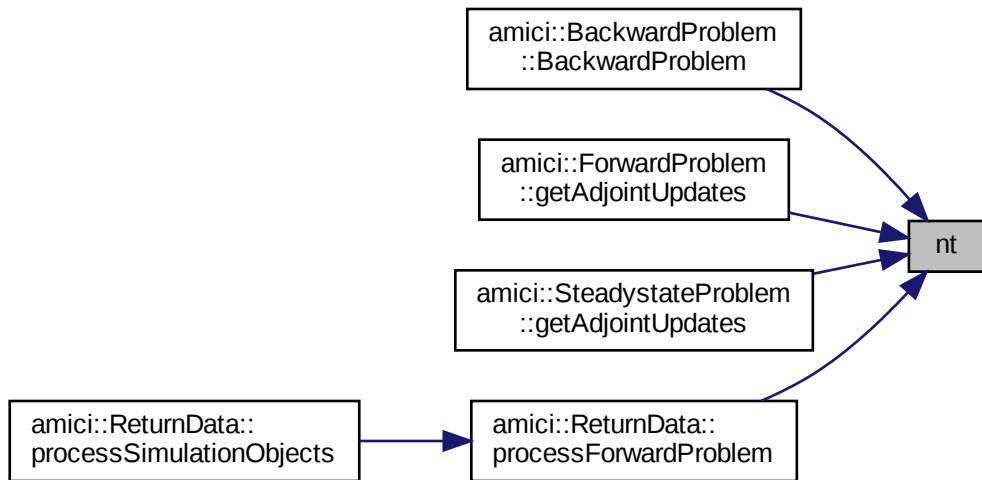 amici::BackwardProblem
::BackwardProblem
amici::ForwardProblem
::getAdjointUpdates
nt
amici::SteadystateProblem
::getAdjointUpdates
amici::ReturnData::
processSimulationObjects
amici::ReturnData::
processForwardProblem